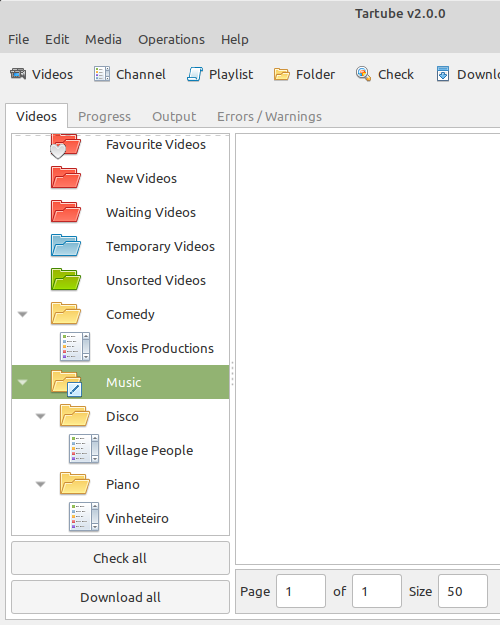 Tartube v2.0.0
File Edit Media Operations Help
Videos Channel Playlist Folder Check Downl
Videos Progress Output Errors / Warnings
Favourite Videos
New Videos
Waiting Videos
Temporary Videos
Unsorted Videos
Comedy
Voxis Productions
Music
Disco
Village People
Piano
Vinheteiro
Check all
Download all
Page 1 of 1 Size 50